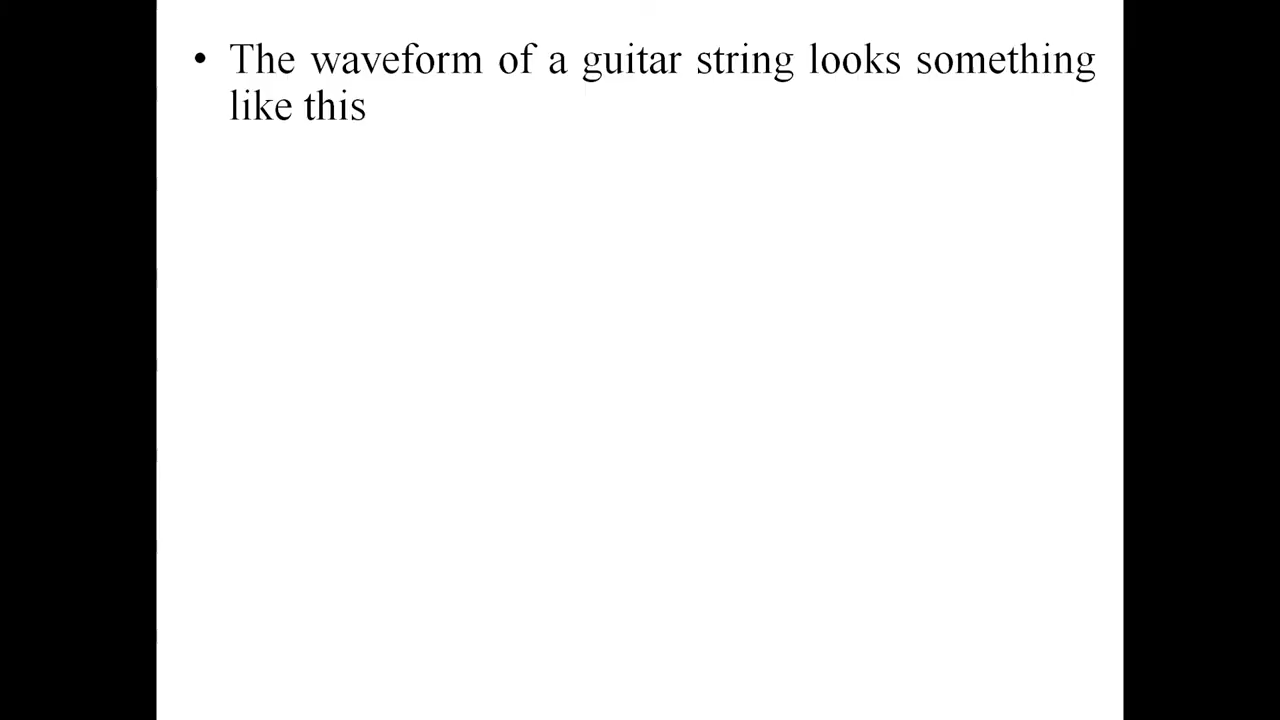 • The waveform of a guitar string looks something
like this